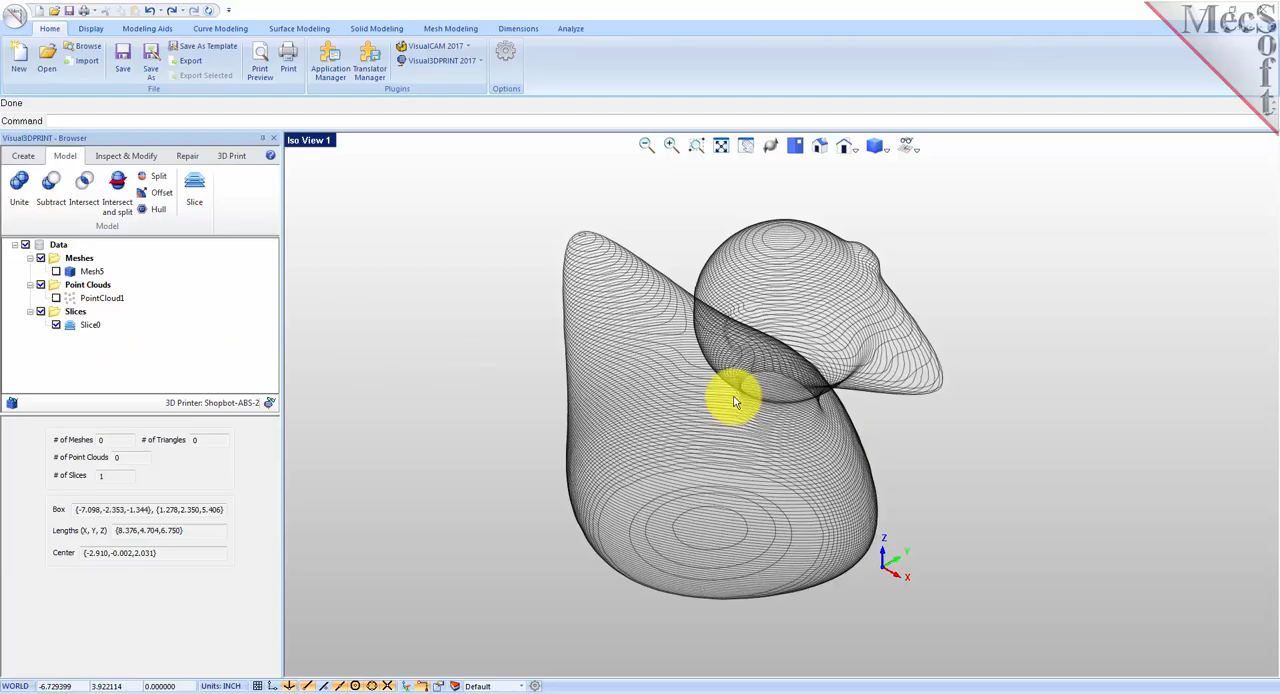 Home Display Modeling Aids Curve Modeling Surface Modeling Solid Modeling Mesh Modeling Dimensions Analyze
New
Open
Browse
Import
Save
Save As
Save As Template
Export
Export Selected
Print Preview
Print
Application Manager
Translator Manager
VisualCAM 2017
Visual3DPRINT 2017
File
Plugins
Options
MecSoft
Done
Command
Visual3DPRINT - Browser
Iso View 1
Create Model Inspect & Modify Repair 3D Print
Unite
Subtract
Intersect
Intersect and split
Split
Offset
Hull
Slice
Model
Data
Meshes
Mesh5
Point Clouds
PointCloud1
Slices
Slice0
3D Printer: Shopbot-ABS-2
# of Meshes 0 # of Triangles 0
# of Point Clouds 0
# of Slices 1
Box {-7.098,-2.353,-1.344}, {1.278,2.350,5.406}
Lengths (X, Y, Z) {8.376,4.704,6.750}
Center {-2.910,-0.002,2.031}
Z
Y
X
WORLD -6.729399 3.922114 0.000000 Units: INCH Default